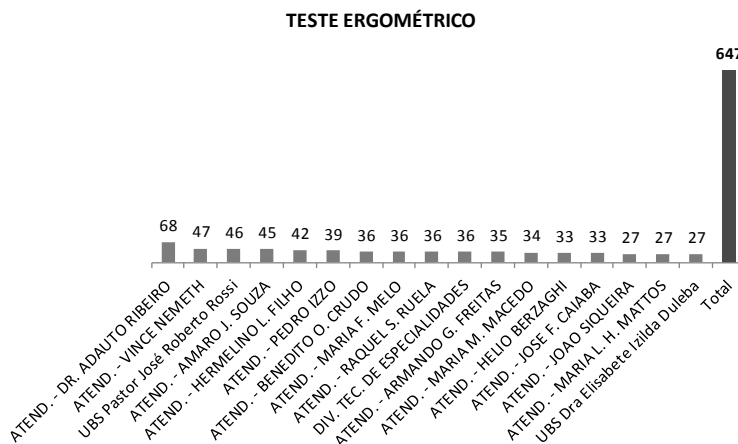 TESTE ERGOMÉTRICO
647
68 47 46 45 42 39 36 36 36 36 35 34 33 33 27 27 27
ATEND. - DR. ADAUTO RIBEIRO
ATEND. - VINCE NEMETH
UBS Pastor José Roberto Rossi
ATEND. - AMARO J. SOUZA
ATEND. - HERMELINO L. FILHO
ATEND. - PEDRO IZZO
ATEND. - BENEDITO O. CRUDO
ATEND. - MARIA F. MELO
ATEND. - RAQUEL S. RUELA
DIV. TEC. DE ESPECIALIDADES
ATEND. - ARMANDO G. FREITAS
ATEND. - MARIA M. MACEDO
ATEND. - HELIO BERZAGHI
ATEND. - JOSE F. CAIABA
ATEND. - JOAO SIQUEIRA
ATEND. - MARIA L. H. MATTOS
UBS Dra Elisabete Izilda Duleba
Total